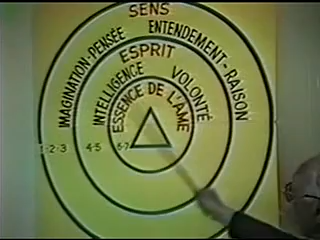 SENS
IMAGINATION-PENSÉE ENTENDEMENT-RAISON
ESPRIT
INTELLIGENCE VOLONTÉ
ESSENCE DE L'AME
1-2-3 4-5 6-7